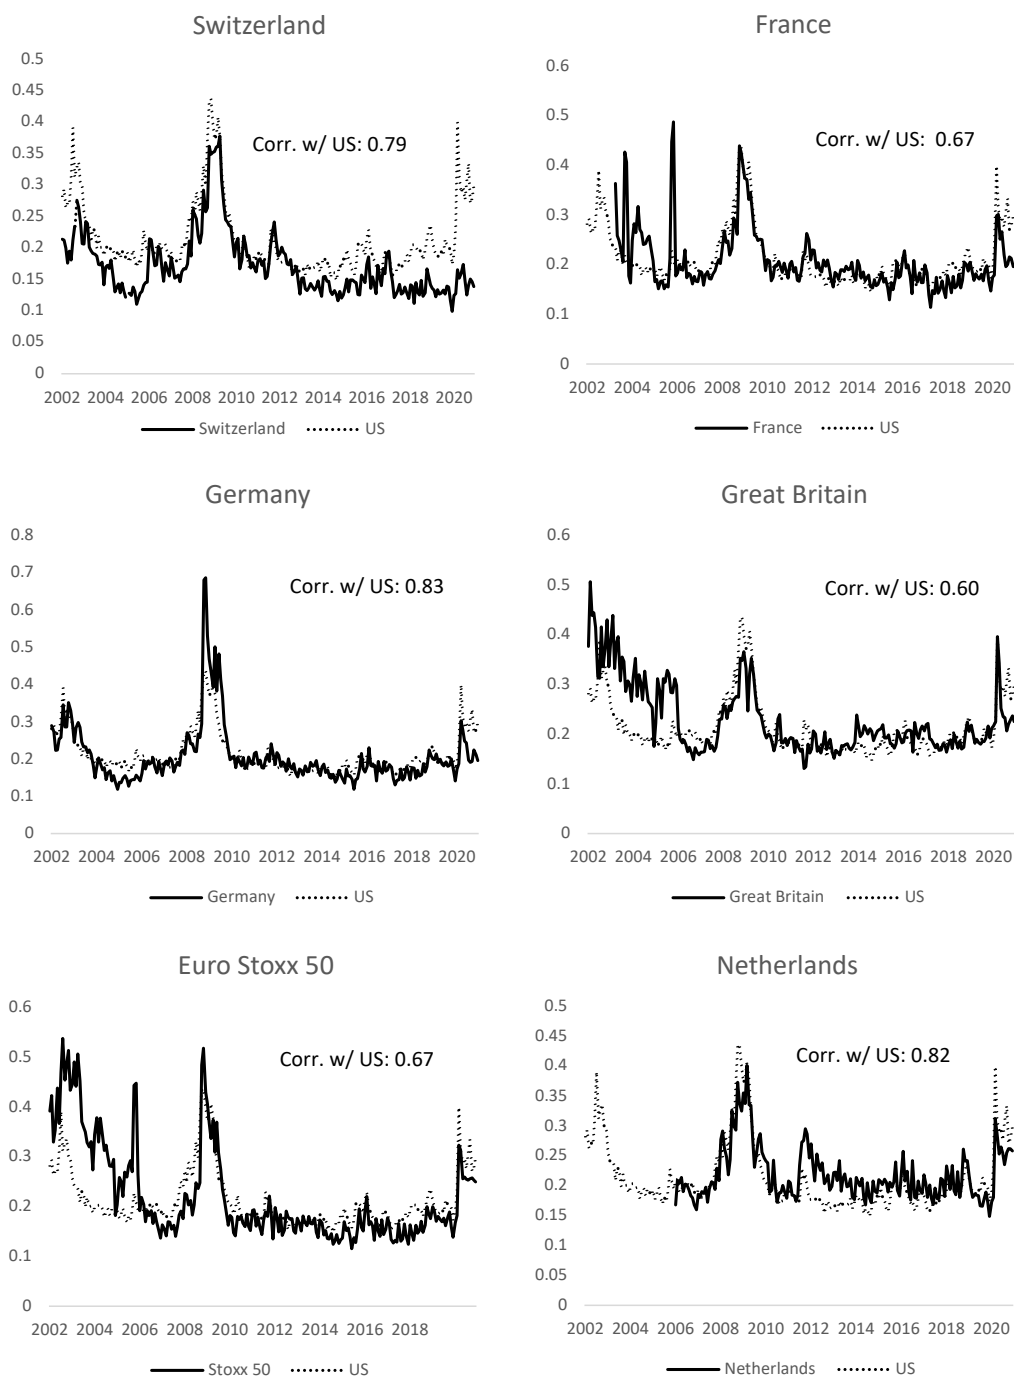 Switzerland
0.5
0.45
0.4
0.35
0.3
0.25
0.2
0.15
0.1
0.05
0
Corr. w/ US: 0.79
2002 2004 2006 2008 2010 2012 2014 2016 2018 2020
Switzerland US
France
0.6
0.5
0.4
0.3
0.2
0.1
0
Corr. w/ US: 0.67
2002 2004 2006 2008 2010 2012 2014 2016 2018 2020
France US
Germany
0.8
0.7
0.6
0.5
0.4
0.3
0.2
0.1
0
Corr. w/ US: 0.83
2002 2004 2006 2008 2010 2012 2014 2016 2018 2020
Germany US
Great Britain
0.6
0.5
0.4
0.3
0.2
0.1
0
Corr. w/ US: 0.60
2002 2004 2006 2008 2010 2012 2014 2016 2018 2020
Great Britain US
Euro Stoxx 50
0.6
0.5
0.4
0.3
0.2
0.1
0
Corr. w/ US: 0.67
2002 2004 2006 2008 2010 2012 2014 2016 2018
Stoxx 50 US
Netherlands
0.5
0.45
0.4
0.35
0.3
0.25
0.2
0.15
0.1
0.05
0
Corr. w/ US: 0.82
2002 2004 2006 2008 2010 2012 2014 2016 2018 2020
Netherlands US